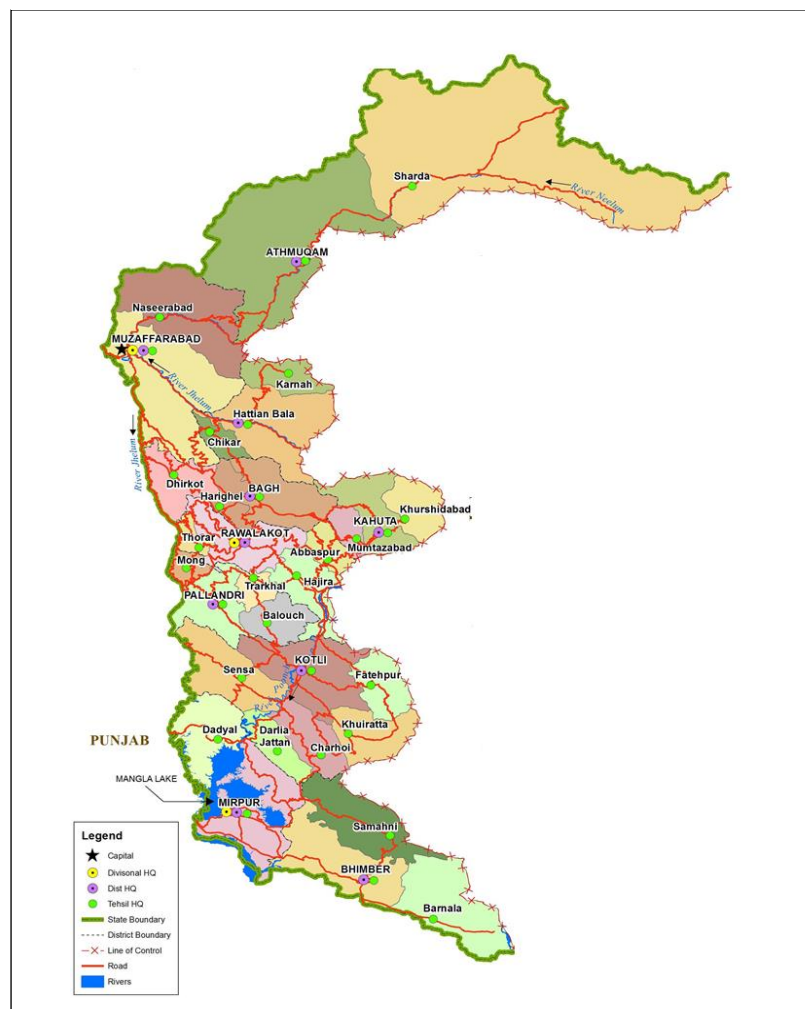 Sharda
River Neelum
ATHMUQAM
Naseerabad
MUZAFFARABAD
River Jhelum
Karnah
Hattian Bala
River Jhelum
Chikar
Dhirkot
BAGH
Harighel
Khurshidabad
KAHUTA
RAWALAKOT
Thorar
Mumtazabad
Abbaspur
Mong
Trarkhal
Hajira
PALLANDRI
Balouch
KOTLI
Sensa
Fatehpur
River Poonch
Khuiratta
Dadyal
Darlia
Jattan
Charhoi
PUNJAB
MANGLA LAKE
MIRPUR
Samahni
BHIMBER
Barnala
Legend
Capital
Divisonal HQ
Dist HQ
Tehsil HQ
State Boundary
District Boundary
Line of Control
Road
Rivers